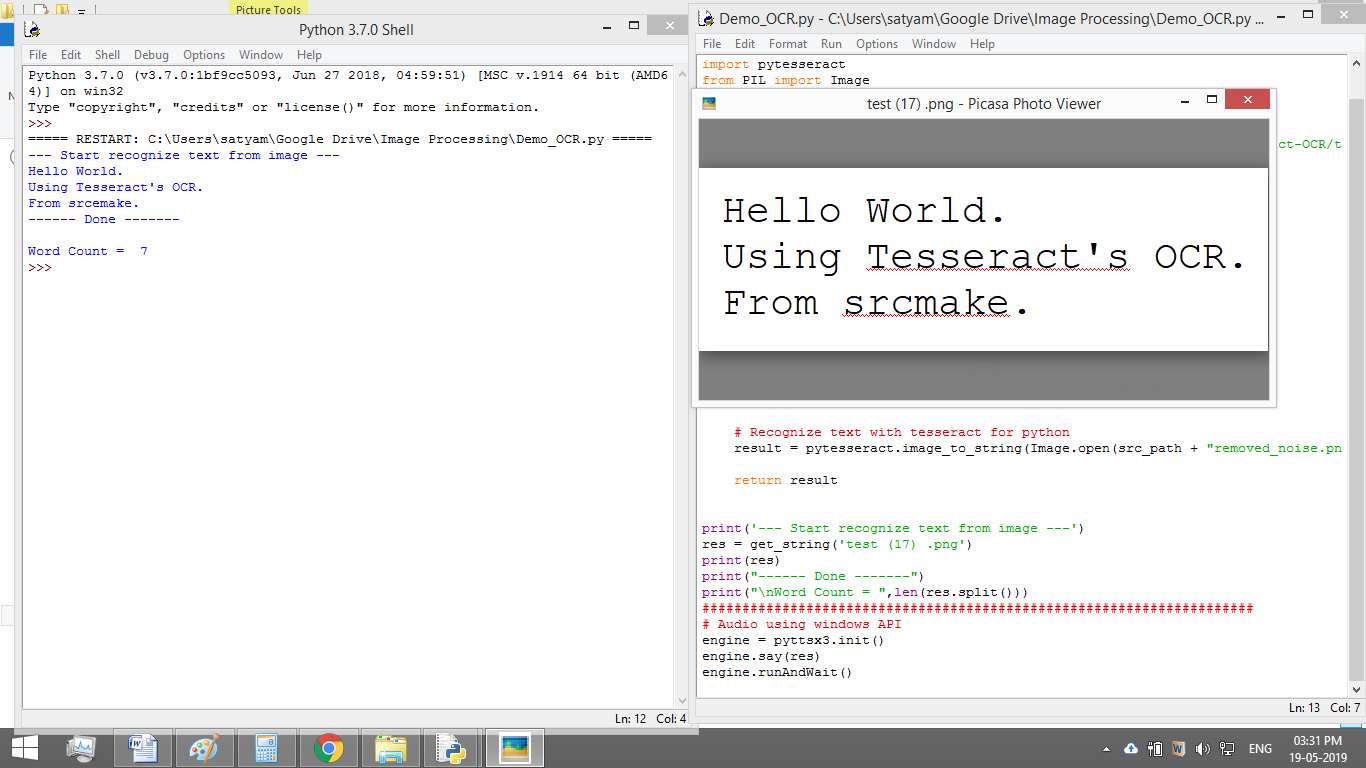 Picture Tools
Python 3.7.0 Shell
File Edit Shell Debug Options Window Help
Python 3.7.0 (v3.7.0:1bf9cc5093, Jun 27 2018, 04:59:51) [MSC v.1914 64 bit (AMD6
4)] on win32
Type "copyright", "credits" or "license()" for more information.
>>>
===== RESTART: C:\Users\satyam\Google Drive\Image Processing\Demo_OCR.py =====
--- Start recognize text from image ---
Hello World.
Using Tesseract's OCR.
From srcemake.
------ Done -------
Word Count =  7
>>>
Ln: 12 Col: 4
Demo_OCR.py - C:\Users\satyam\Google Drive\Image Processing\Demo_OCR.py ...
File Edit Format Run Options Window Help
import pytesseract
from PIL import Image
test (17) .png - Picasa Photo Viewer
ct-OCR/t
Hello World.
Using Tesseract's OCR.
From srcmake.
# Recognize text with tesseract for python
result = pytesseract.image_to_string(Image.open(src_path + "removed_noise.pn
return result
print('--- Start recognize text from image ---')
res = get_string('test (17) .png')
print(res)
print("------ Done -------")
print("\nWord Count = ",len(res.split()))
#####################################################################
# Audio using windows API
engine = pyttsx3.init()
engine.say(res)
engine.runAndWait()
Ln: 13 Col: 7
ENG
03:31 PM
19-05-2019